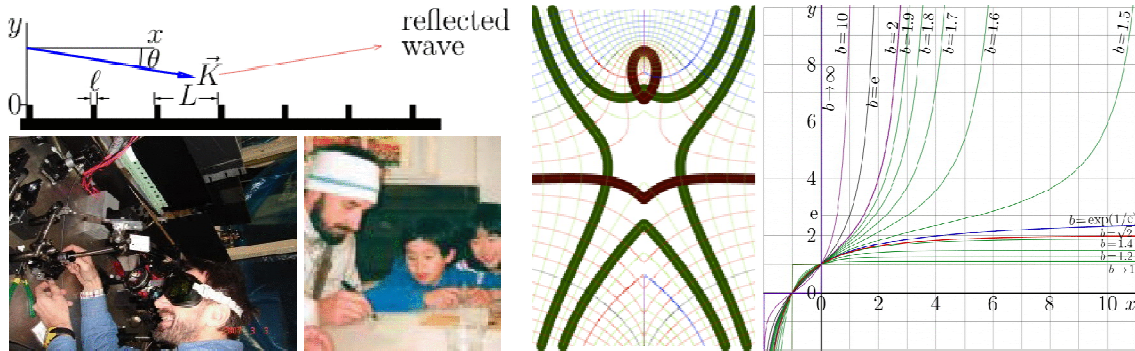 y
x
θ
K
reflected
wave
ℓ
L
0
y
b=10
b=e
b=2
b=1.9
b=1.8
b=1.7
b=1.6
b=1.5
8
b→∞
6
4
e
b=exp(1/e)
2
b=√2
b=1.4
b=1.2
b→1
0
0
2
4
6
8
10
x